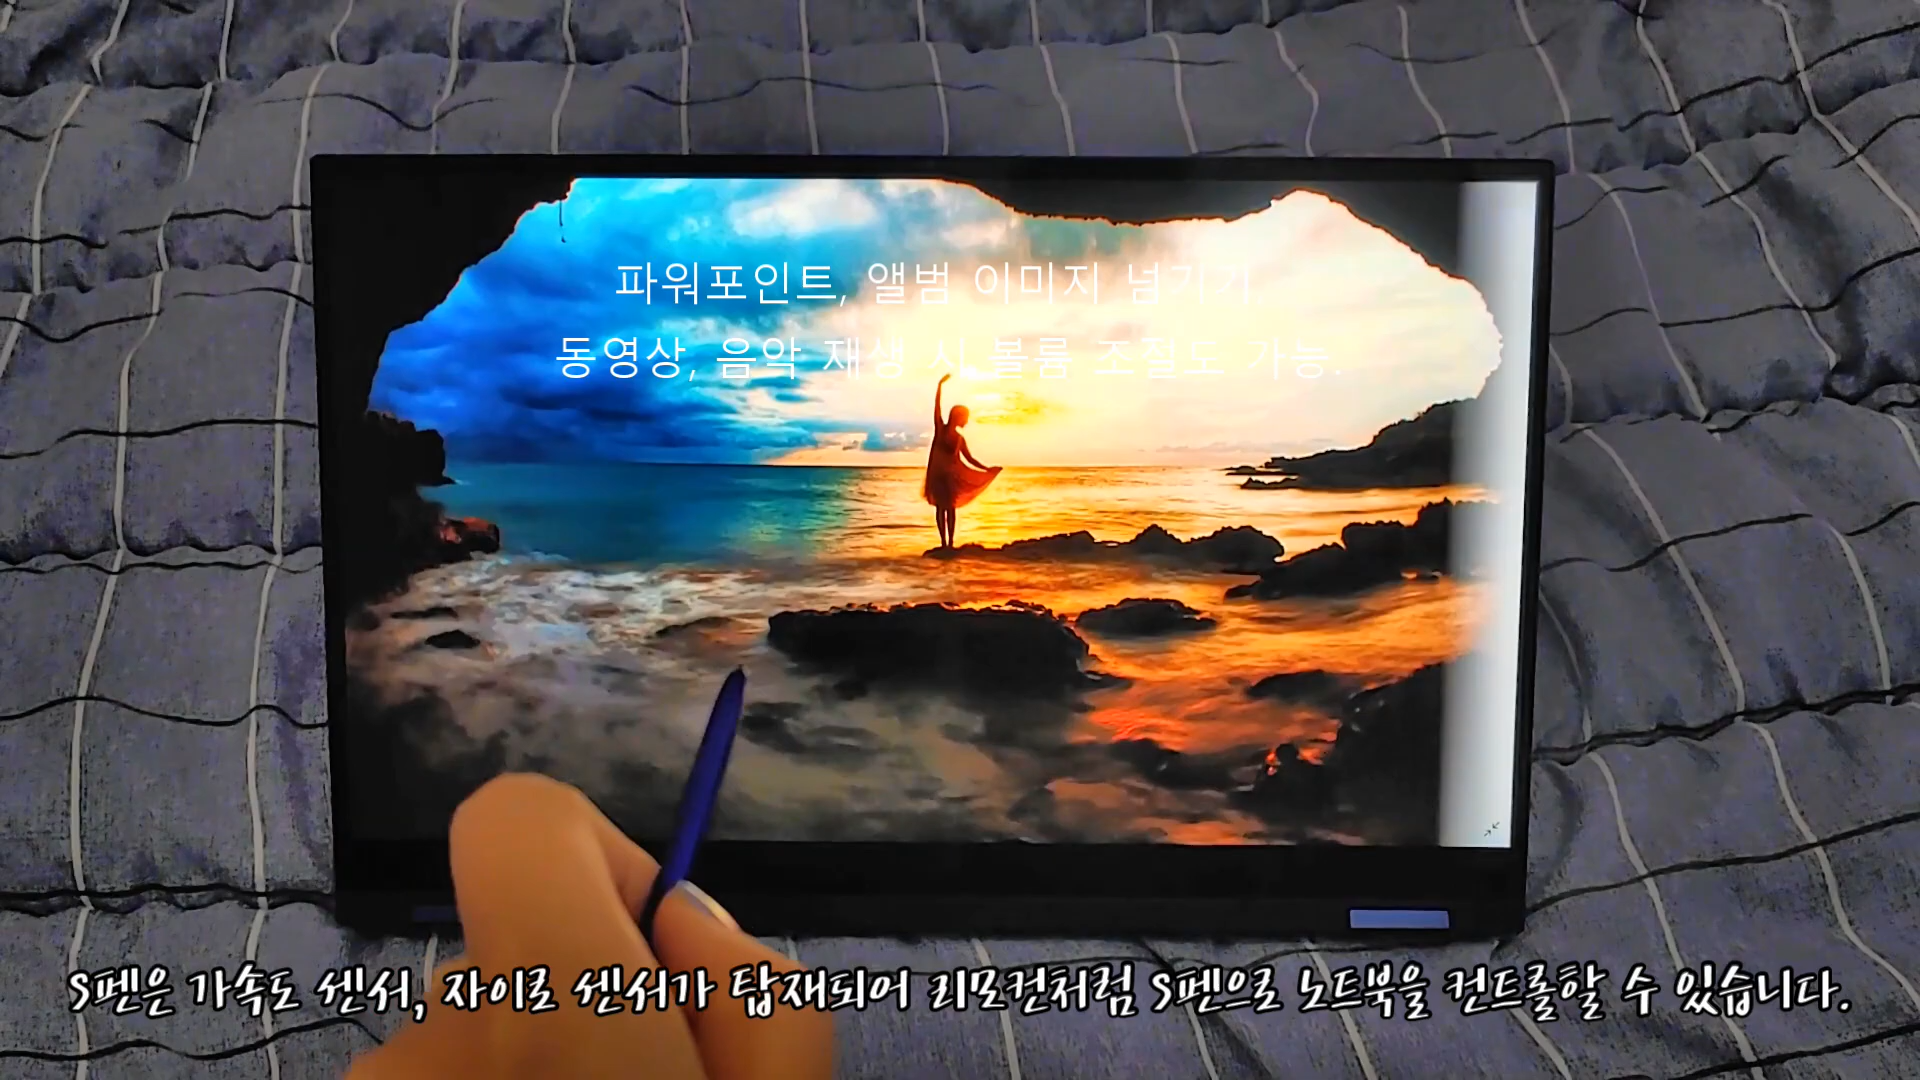 파워포인트, 앨범 이미지 넘기기.
동영상, 음악 재생 시 볼륨 조절도 가능.
S펜은 가속도 센서, 자이로 센서가 탑재되어 리모컨처럼 S펜으로 노트북을 컨트롤할 수 있습니다.